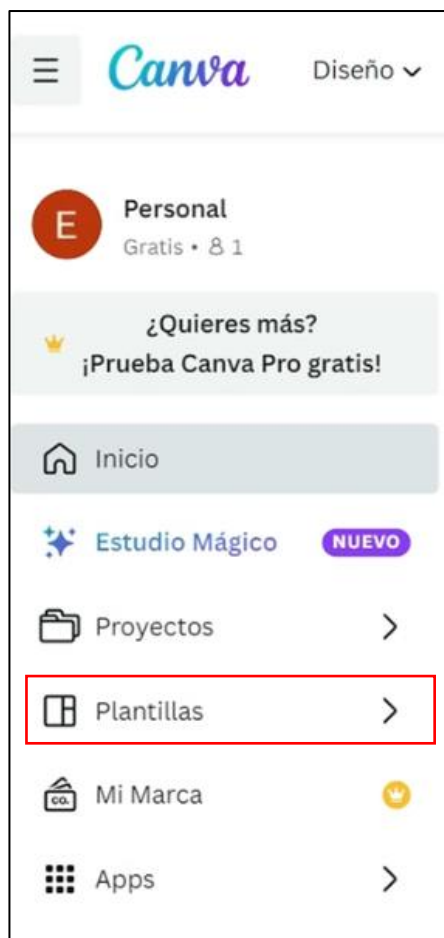 Canva Diseño
E
Personal
Gratis • 1
¿Quieres más?
¡Prueba Canva Pro gratis!
Inicio
Estudio Mágico NUEVO
Proyectos
Plantillas
CO. Mi Marca
Apps